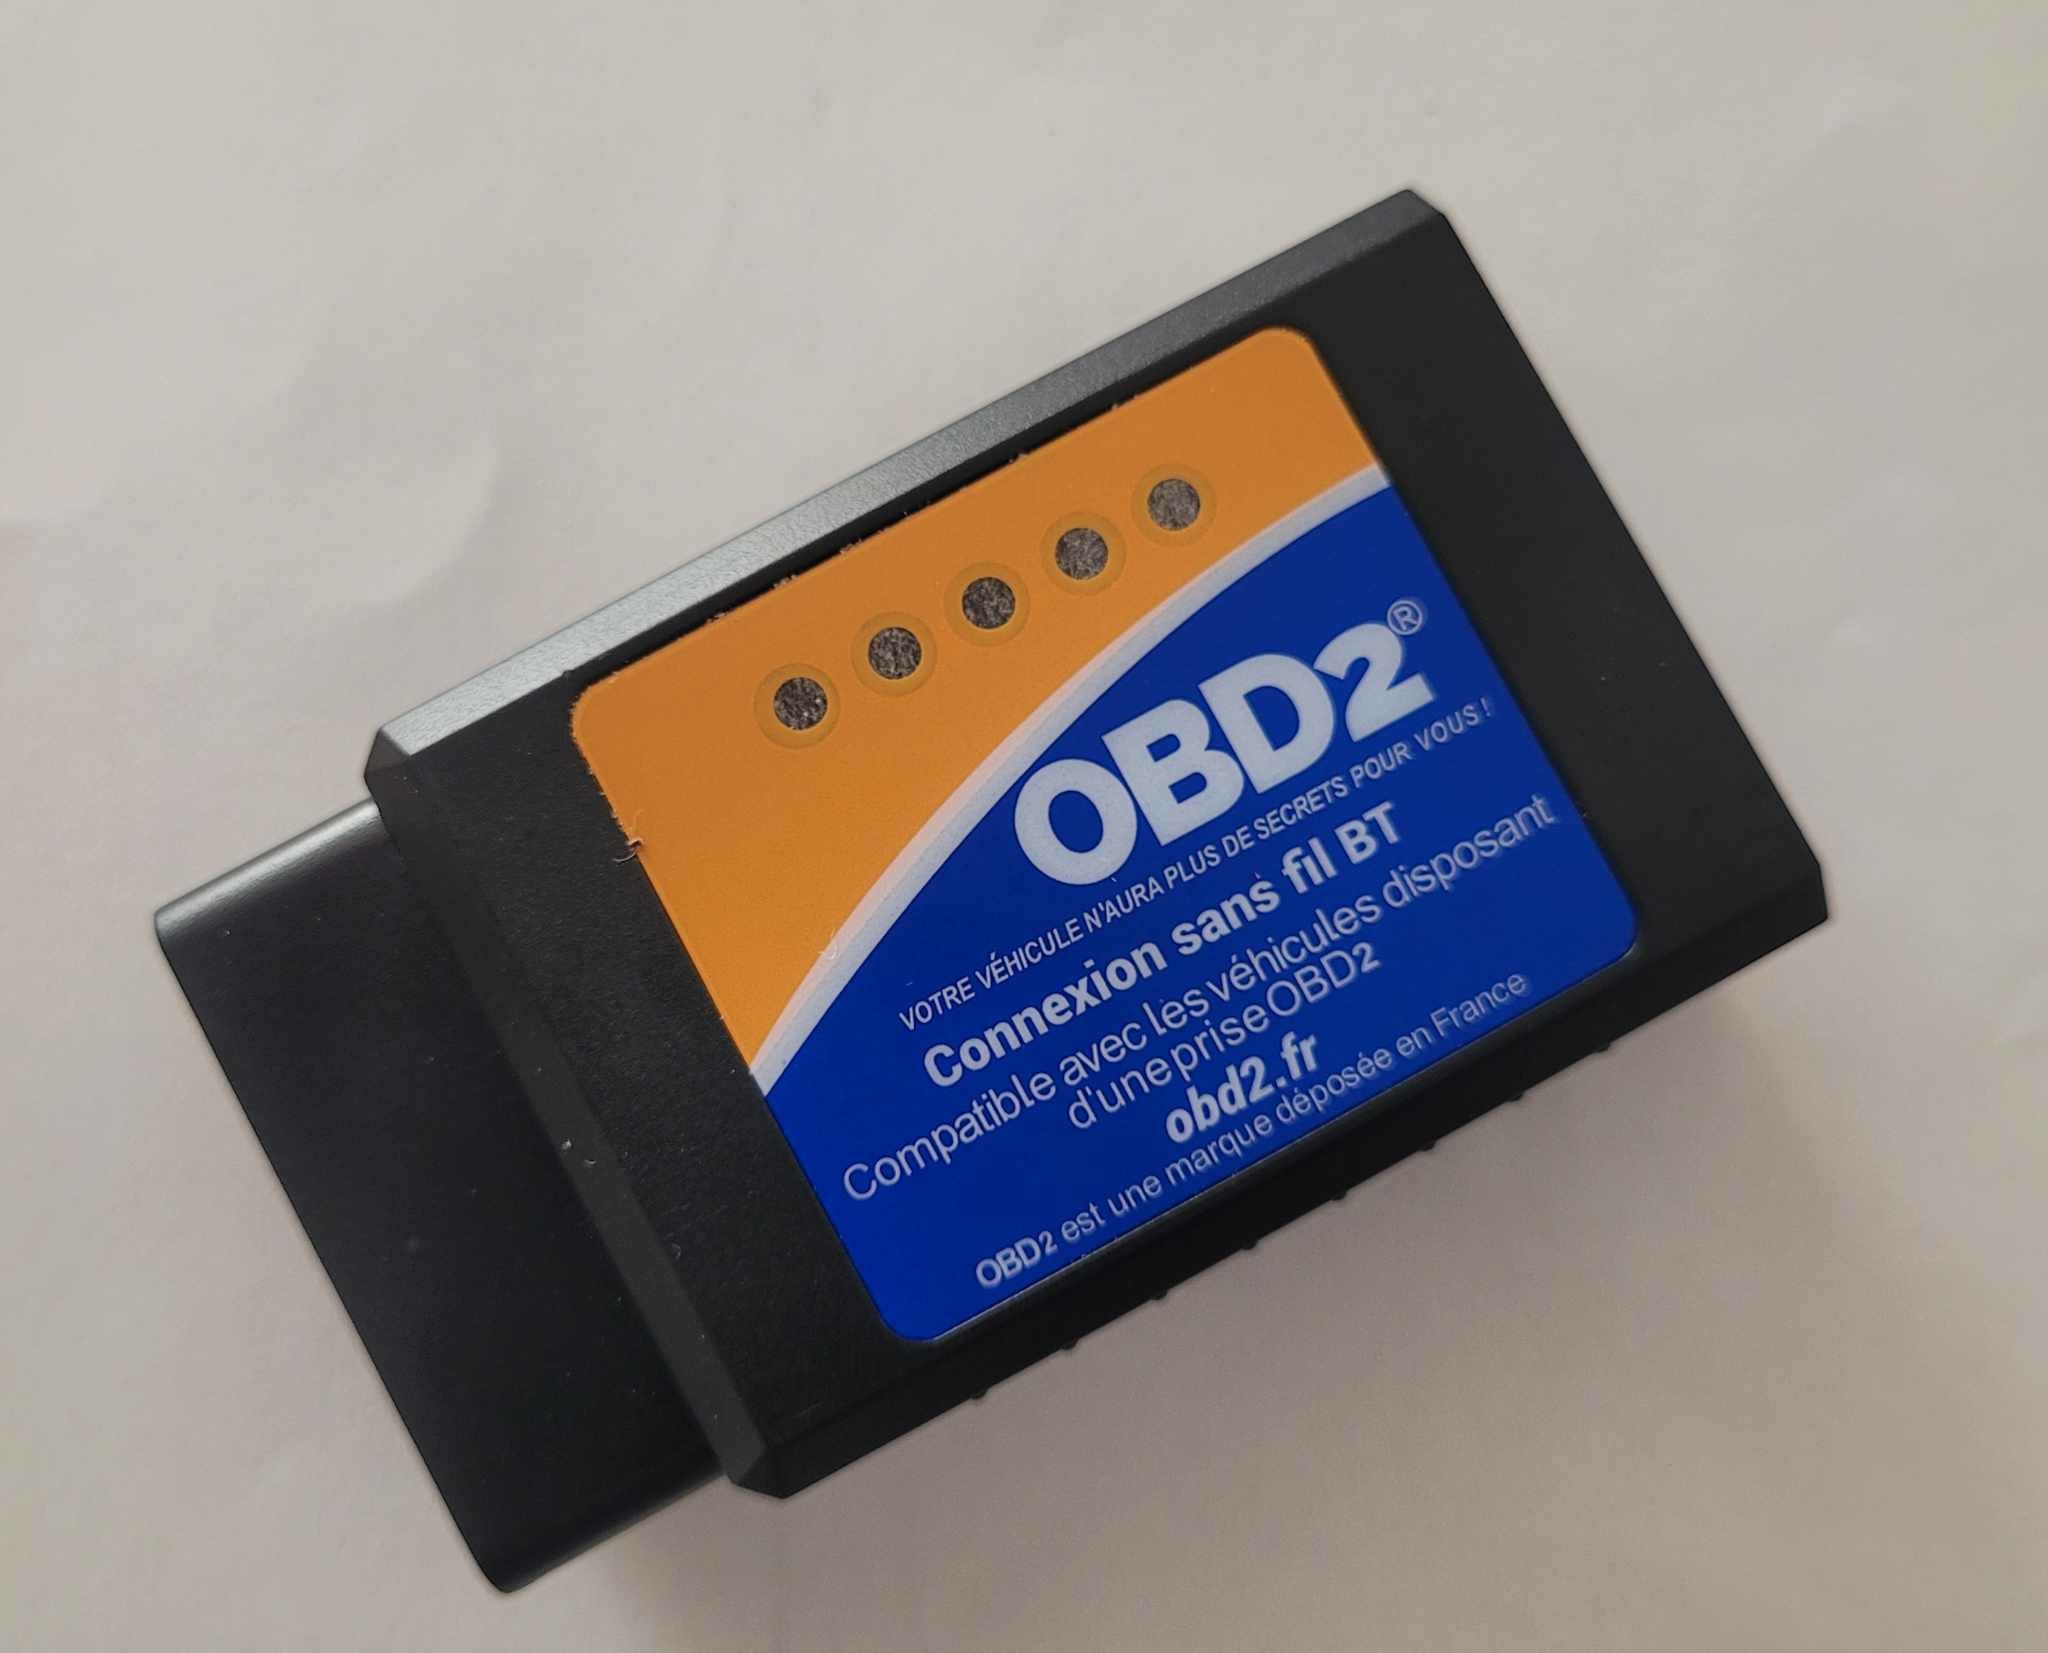 OBD2®
VOTRE VÉHICULE N'AURA PLUS DE SECRETS POUR VOUS !
Connexion sans fil BT
Compatible avec les véhicules disposant
d'une prise OBD2
obd2.fr
OBD2 est une marque déposée en France